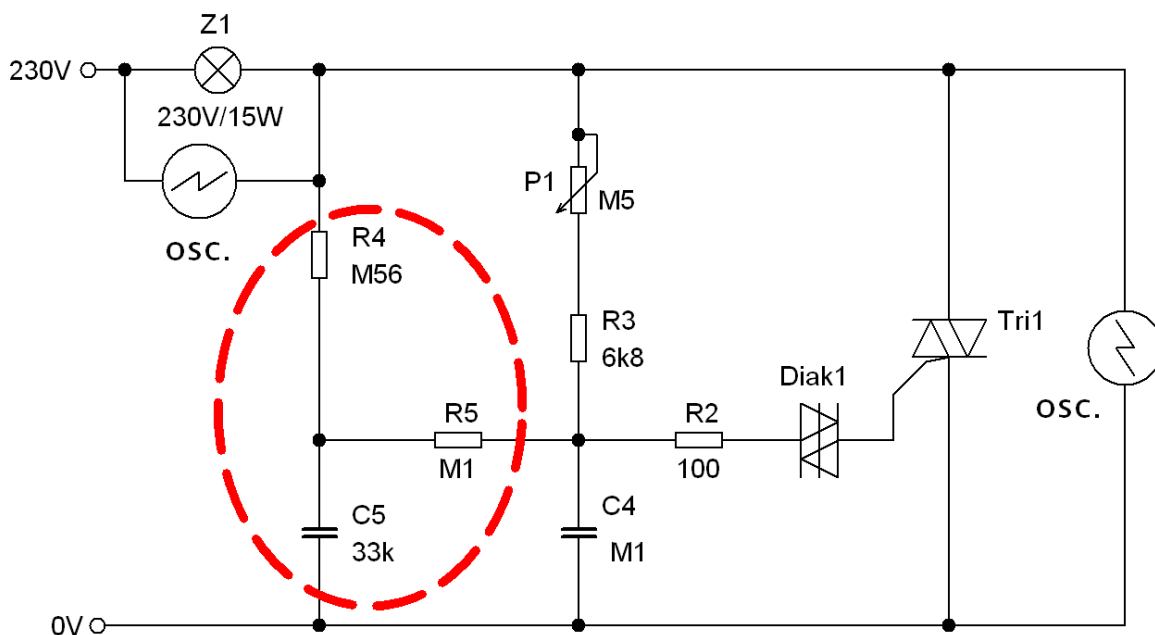 Z1
230V
230V/15W
OSC.
R4
M56
P1
M5
R3
6k8
Tri1
Diak1
OSC.
R5
M1
R2
100
C5
33k
C4
M1
0V